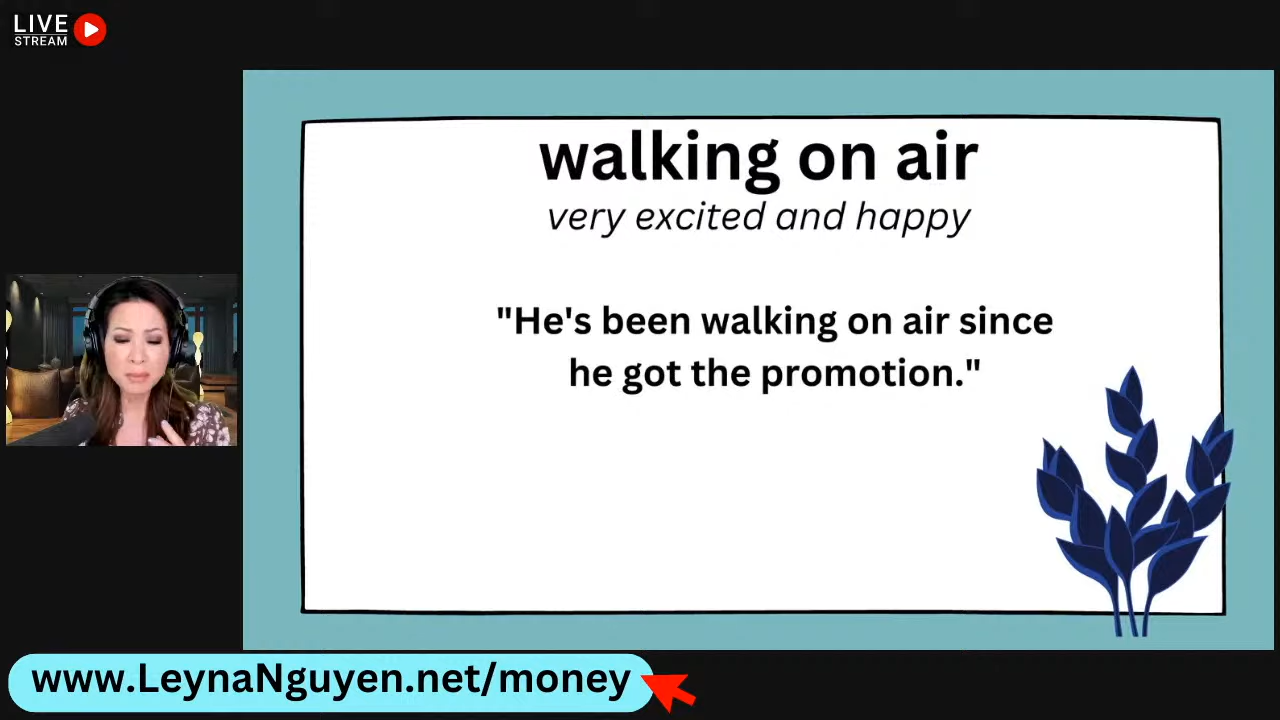 LIVE
STREAM
walking on air
very excited and happy
"He's been walking on air since
he got the promotion."
www.LeynaNguyen.net/money